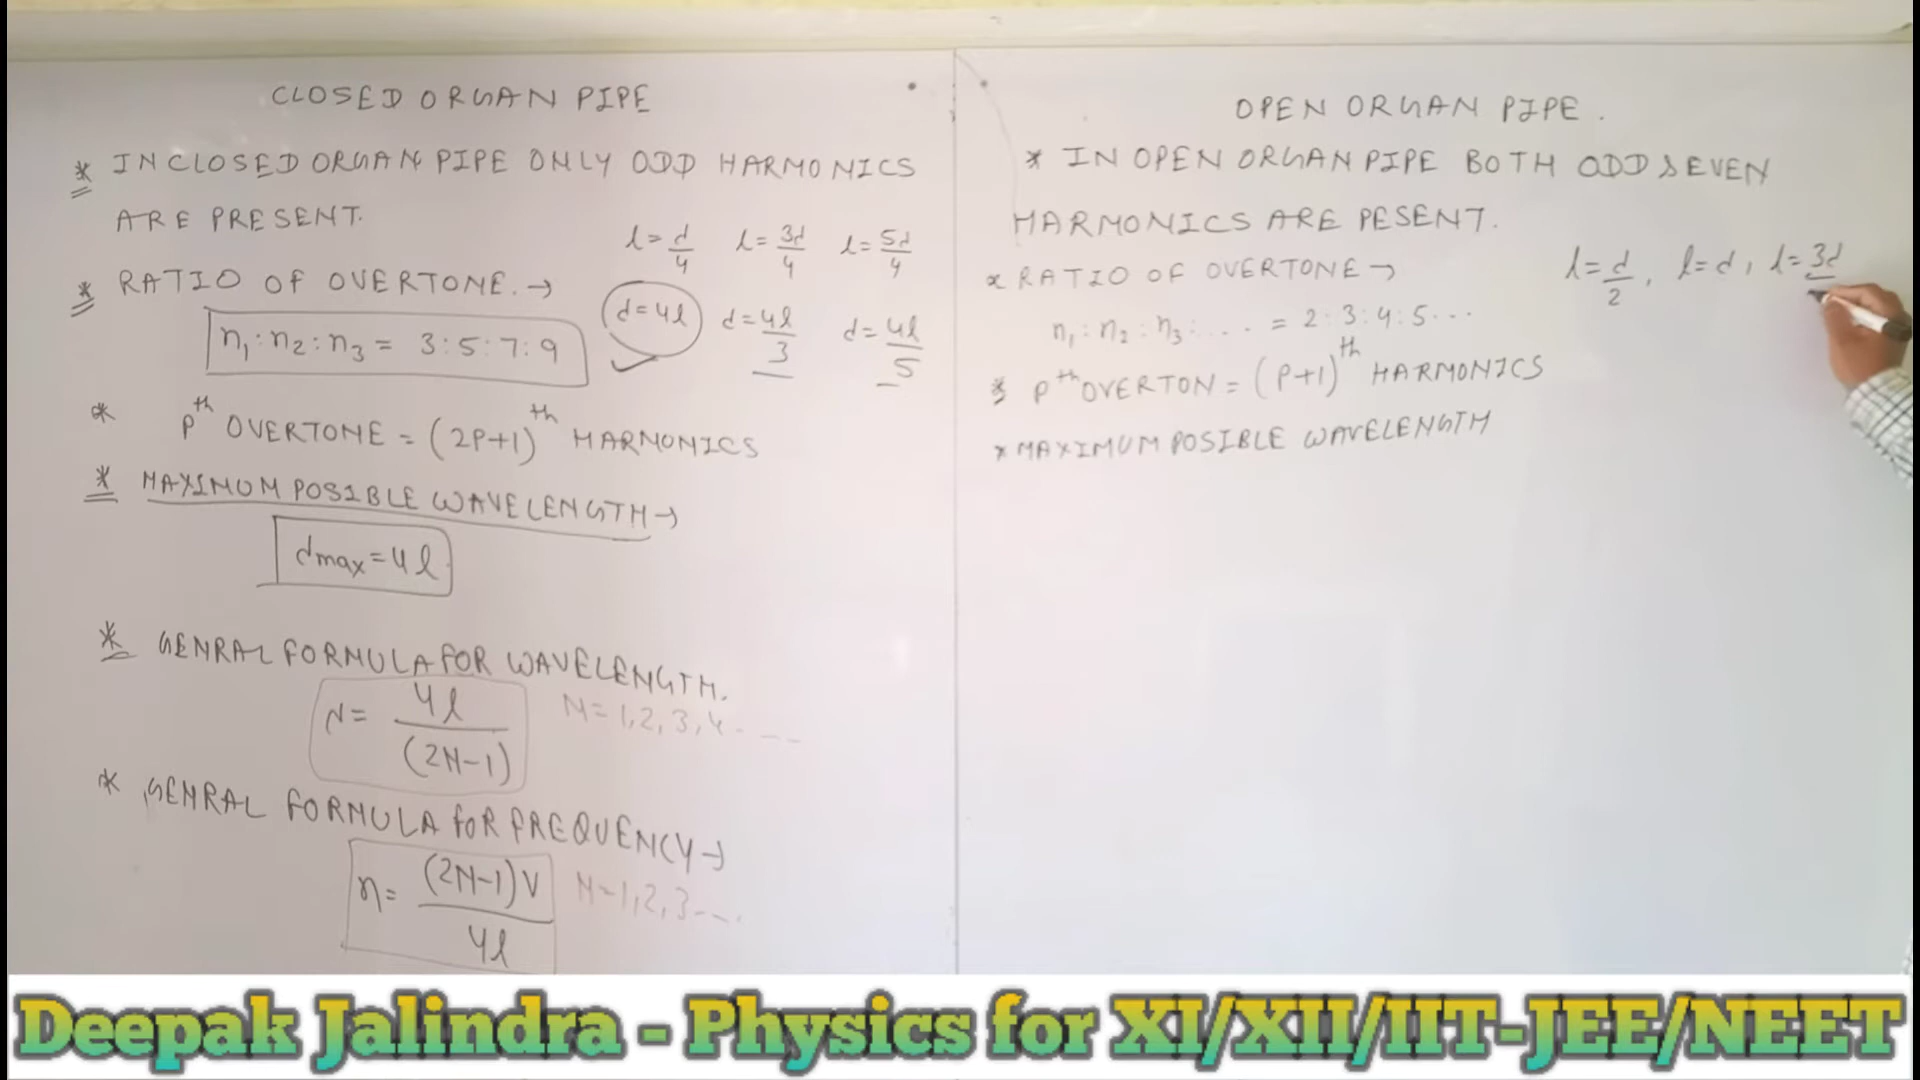 CLOSED ORGAN PIPE
* IN CLOSED ORGAN PIPE ONLY ODD HARMONICS
ARE PRESENT.
l=λ/4 l=3λ/4 l=5λ/4
* RATIO OF OVERTONE.→
λ=4l λ=4l/3 λ=4l/5
n₁:n₂:n₃= 3:5:7:9
* Pᵗʰ OVERTONE=(2P+1)ᵗʰ HARMONICS
* MAXIMUM POSIBLE WAVELENGTH→
λmax=4l
* GENRAL FORMULA FOR WAVELENGTH.
λ= 4l/(2N-1) N=1,2,3,4- - - -
* GENRAL FORMULA FOR FREQUENCY→
n= (2N-1)V/4l N=1,2,3---.
OPEN ORGAN PIPE.
* IN OPEN ORGAN PIPE BOTH ODD & EVEN
HARMONICS ARE PESENT.
* RATIO OF OVERTONE→
l=λ/2, l=λ, l=3λ
n₁:n₂:n₃:.... = 2:3:4:5...
* Pᵗʰ OVERTON=(P+1)ᵗʰ HARMONICS
* MAXIMUM POSIBLE WAVELENGTH
Deepak Jalindra - Physics for XI/XII/IIT-JEE/NEET